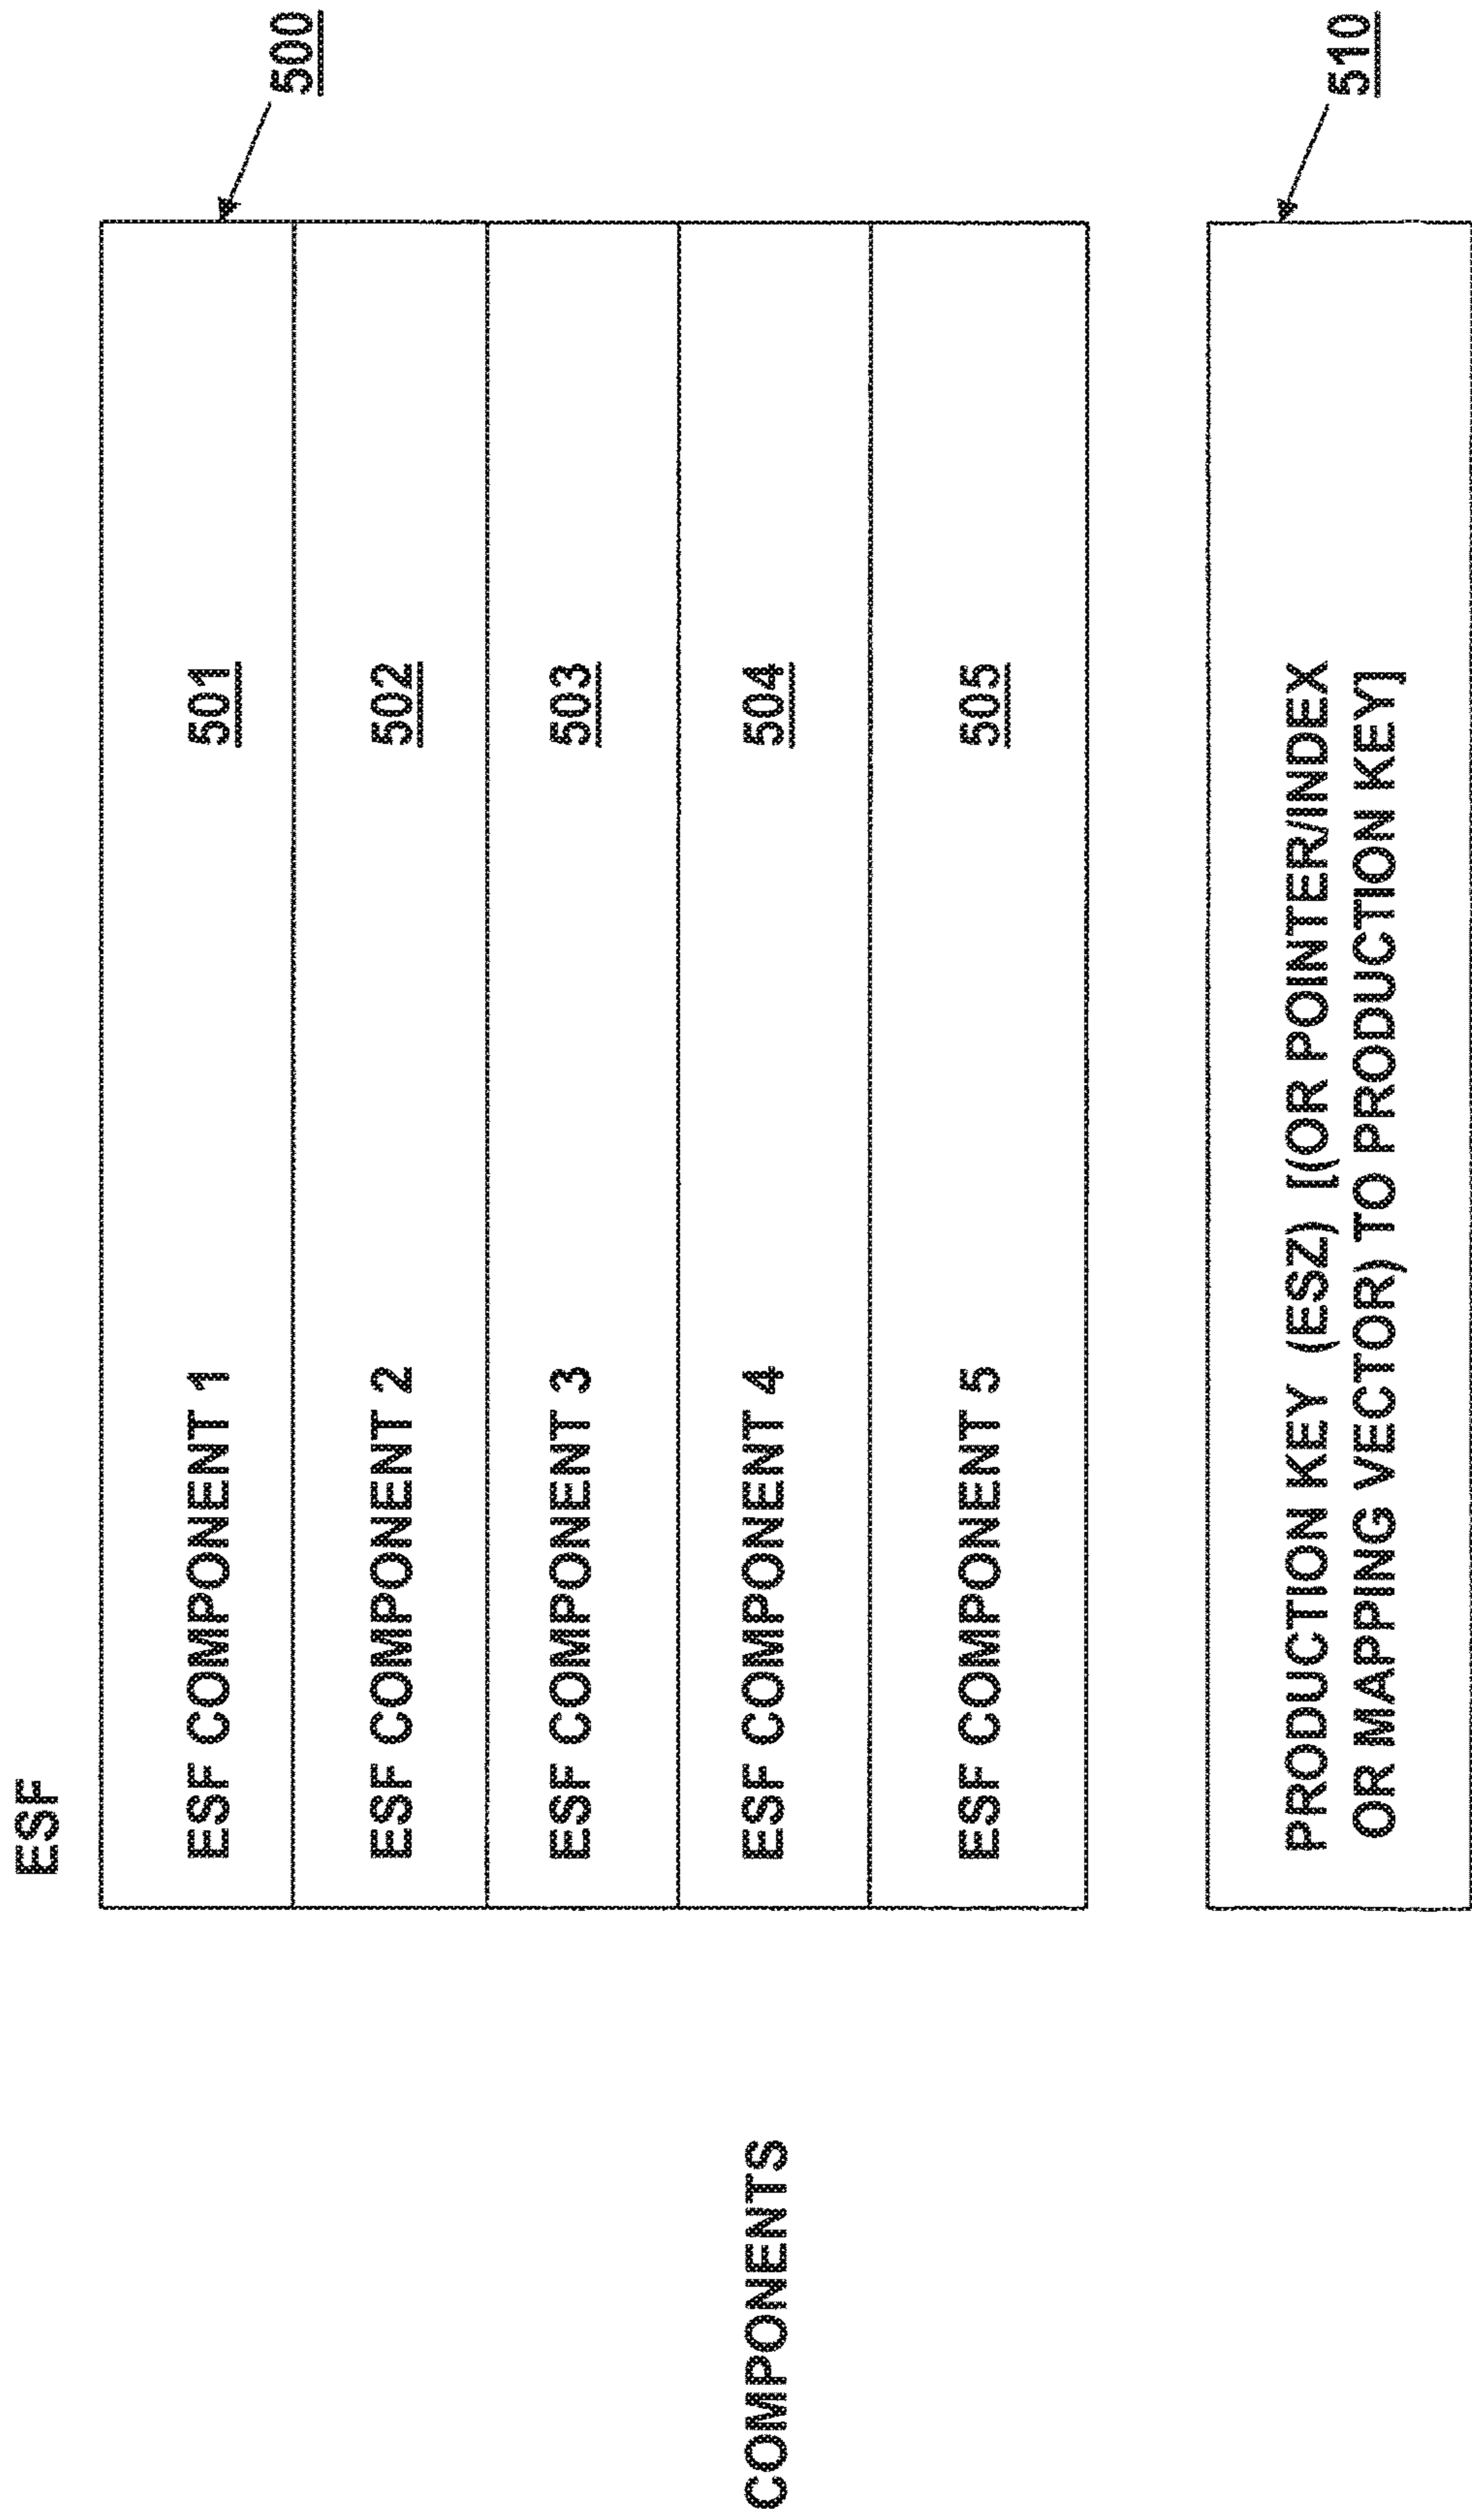 ESF
500
ESF COMPONENT 1 501
ESF COMPONENT 2 502
ESF COMPONENT 3 503
COMPONENTS
ESF COMPONENT 4 504
ESF COMPONENT 5 505
510
PRODUCTION KEY (ESZ) [(OR POINTER/INDEX
OR MAPPING VECTOR) TO PRODUCTION KEY]